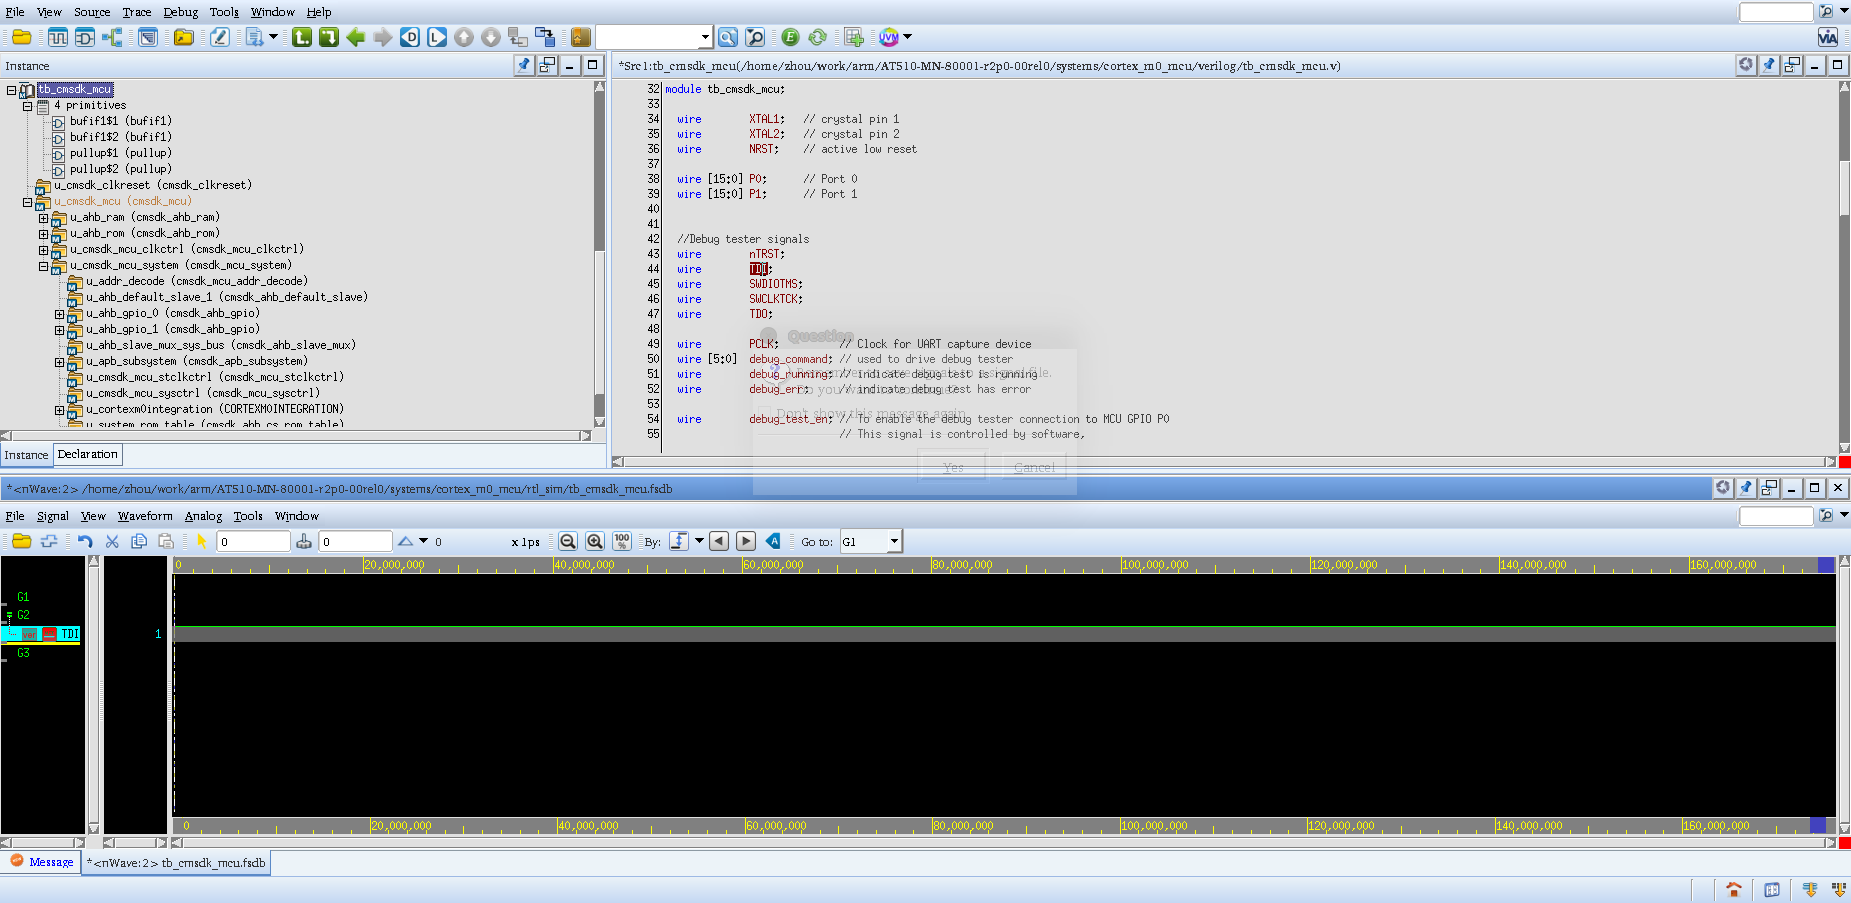 File View Source Trace Debug Tools Window Help
Instance
tb_cmsdk_mcu
4 primitives
bufif1$1 (bufif1)
bufif1$2 (bufif1)
pullup$1 (pullup)
pullup$2 (pullup)
u_cmsdk_clkreset (cmsdk_clkreset)
u_cmsdk_mcu (cmsdk_mcu)
u_ahb_ram (cmsdk_ahb_ram)
u_ahb_rom (cmsdk_ahb_rom)
u_cmsdk_mcu_clkctrl (cmsdk_mcu_clkctrl)
u_cmsdk_mcu_system (cmsdk_mcu_system)
u_addr_decode (cmsdk_mcu_addr_decode)
u_ahb_default_slave_1 (cmsdk_ahb_default_slave)
u_ahb_gpio_0 (cmsdk_ahb_gpio)
u_ahb_gpio_1 (cmsdk_ahb_gpio)
u_ahb_slave_mux_sys_bus (cmsdk_ahb_slave_mux)
u_apb_subsystem (cmsdk_apb_subsystem)
u_cmsdk_mcu_stclkctrl (cmsdk_mcu_stclkctrl)
u_cmsdk_mcu_sysctrl (cmsdk_mcu_sysctrl)
u_cortexm0integration (CORTEXM0INTEGRATION)
u_system_rom_table (cmsdk_ahb_cs_rom_table)
Instance Declaration
*Src1:tb_cmsdk_mcu(/home/zhou/work/arm/AT510-MN-80001-r2p0-00rel0/systems/cortex_m0_mcu/verilog/tb_cmsdk_mcu.v)
32 module tb_cmsdk_mcu;
33
34 wire XTAL1; // crystal pin 1
35 wire XTAL2; // crystal pin 2
36 wire NRST; // active low reset
37
38 wire [15:0] P0; // Port 0
39 wire [15:0] P1; // Port 1
40
41
42 //Debug tester signals
43 wire nTRST;
44 wire TDI;
45 wire SWDIOTMS;
46 wire SWCLKTCK;
47 wire TDO;
48
49 wire PCLK; // Clock for UART capture device
50 wire [5:0] debug_command; // used to drive debug tester
51 wire debug_running; // indicate debug test is running
52 wire debug_err; // indicate debug test has error
53
54 wire debug_test_en; // To enable the debug tester connection to MCU GPIO P0
55 // This signal is controlled by software,
Question
Don't show this message again
Yes Cancel
*<nWave:2> /home/zhou/work/arm/AT510-MN-80001-r2p0-00rel0/systems/cortex_m0_mcu/rtl_sim/tb_cmsdk_mcu.fsdb
File Signal View Waveform Analog Tools Window
0 0 0 x 1ps 100% By: Go to: G1
0 20,000,000 40,000,000 60,000,000 80,000,000 100,000,000 120,000,000 140,000,000 160,000,000
G1
G2
TDI 1
G3
0 20,000,000 40,000,000 60,000,000 80,000,000 100,000,000 120,000,000 140,000,000 160,000,000
Message *<nWave:2> tb_cmsdk_mcu.fsdb